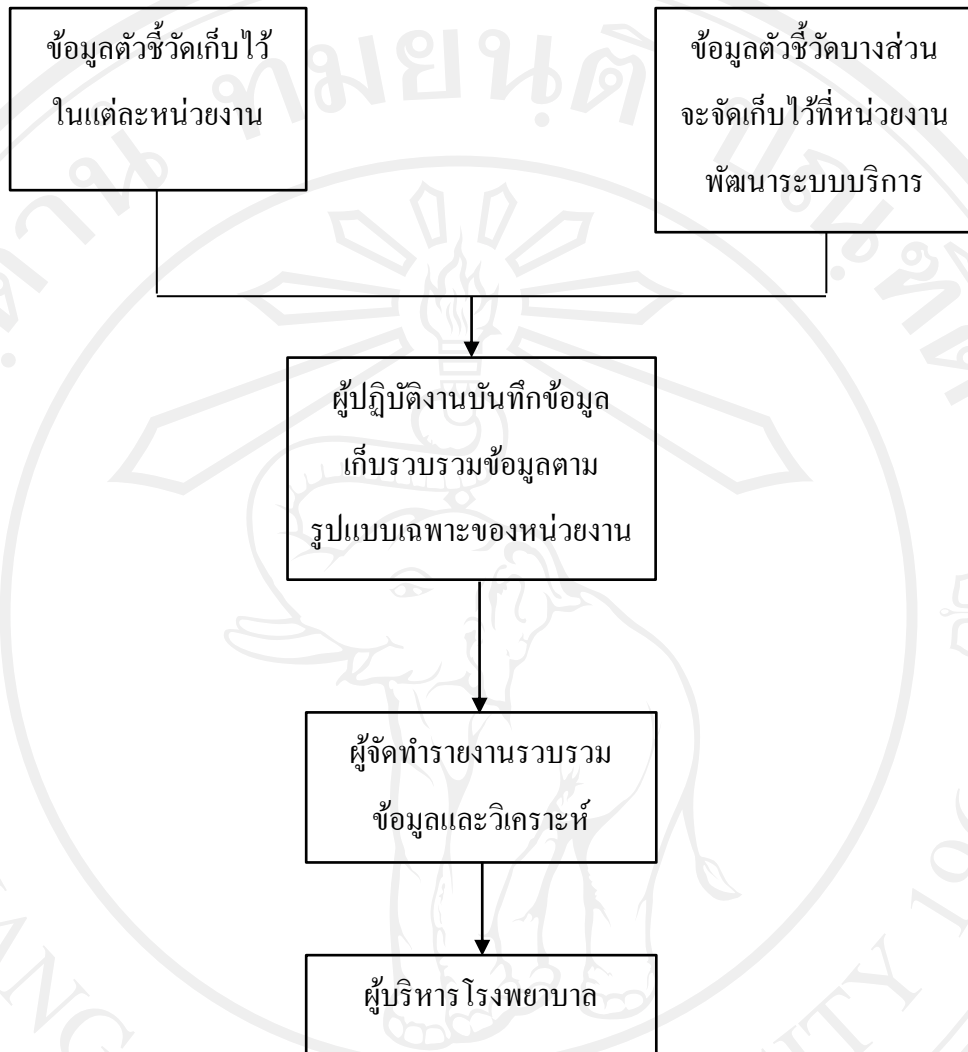 ข้อมูลตัวชี้วัดเก็บไว้
ในแต่ละหน่วยงาน
ข้อมูลตัวชี้วัดบางส่วน
จะจัดเก็บไว้ที่หน่วยงาน
พัฒนาระบบบริการ
ผู้ปฏิบัติงานบันทึกข้อมูล
เก็บรวบรวมข้อมูลตาม
รูปแบบเฉพาะของหน่วยงาน
ผู้จัดทำรายงานรวบรวม
ข้อมูลและวิเคราะห์
ผู้บริหารโรงพยาบาล